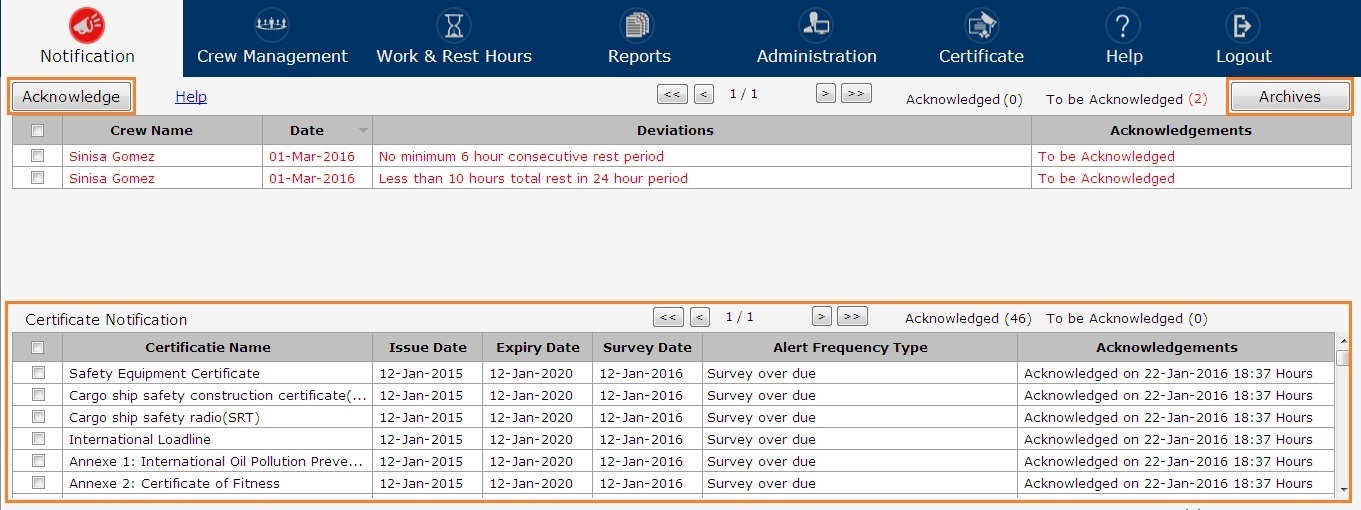 Notification Crew Management Work & Rest Hours Reports Administration Certificate Help Logout
Acknowledge Help << < 1 / 1 > >> Acknowledged (0) To be Acknowledged (2) Archives
Crew Name Date Deviations Acknowledgements
Sinisa Gomez 01-Mar-2016 No minimum 6 hour consecutive rest period To be Acknowledged
Sinisa Gomez 01-Mar-2016 Less than 10 hours total rest in 24 hour period To be Acknowledged
Certificate Notification << < 1 / 1 > >> Acknowledged (46) To be Acknowledged (0)
Certificatie Name Issue Date Expiry Date Survey Date Alert Frequency Type Acknowledgements
Safety Equipment Certificate 12-Jan-2015 12-Jan-2020 12-Jan-2016 Survey over due Acknowledged on 22-Jan-2016 18:37 Hours
Cargo ship safety construction certificate(... 12-Jan-2015 12-Jan-2020 12-Jan-2016 Survey over due Acknowledged on 22-Jan-2016 18:37 Hours
Cargo ship safety radio(SRT) 12-Jan-2015 12-Jan-2020 12-Jan-2016 Survey over due Acknowledged on 22-Jan-2016 18:37 Hours
International Loadline 12-Jan-2015 12-Jan-2020 12-Jan-2016 Survey over due Acknowledged on 22-Jan-2016 18:37 Hours
Annexe 1: International Oil Pollution Preve... 12-Jan-2015 12-Jan-2020 12-Jan-2016 Survey over due Acknowledged on 22-Jan-2016 18:37 Hours
Annexe 2: Certificate of Fitness 12-Jan-2015 12-Jan-2020 12-Jan-2016 Survey over due Acknowledged on 22-Jan-2016 18:37 Hours